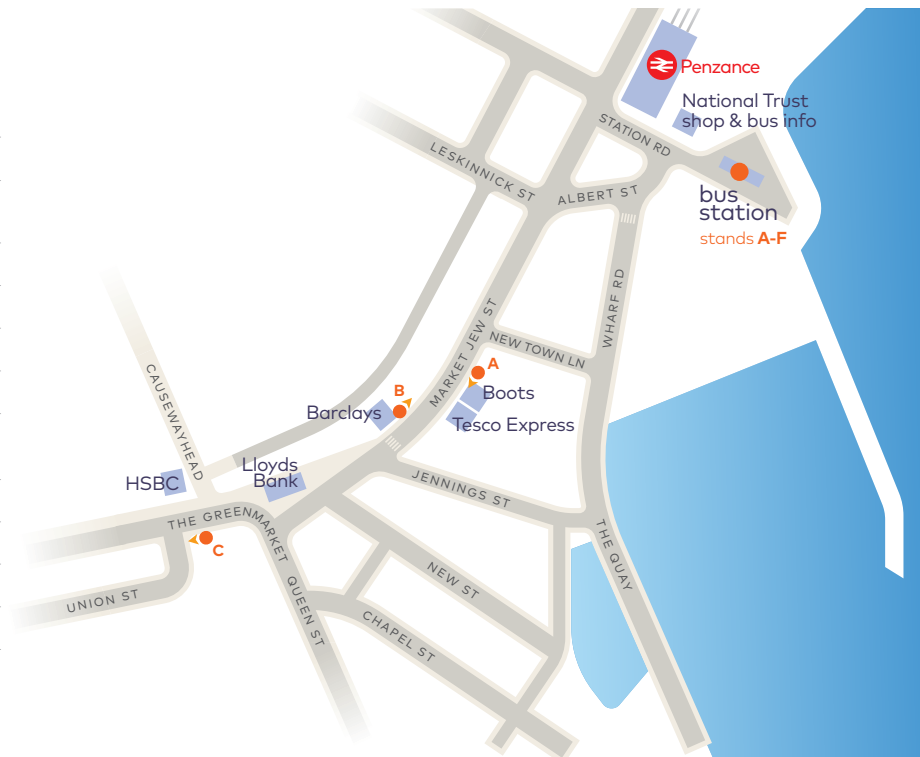 Penzance
National Trust
shop & bus info
STATION RD
LESKINNICK ST
ALBERT ST
bus
station
stands A-F
WHARF RD
MARKET JEW ST
NEW TOWN LN
A
B
Boots
Barclays
Tesco Express
CAUSEWAYHEAD
Lloyds
Bank
HSBC
JENNINGS ST
THE GREENMARKET
C
THE QUAY
QUEEN ST
NEW ST
UNION ST
CHAPEL ST